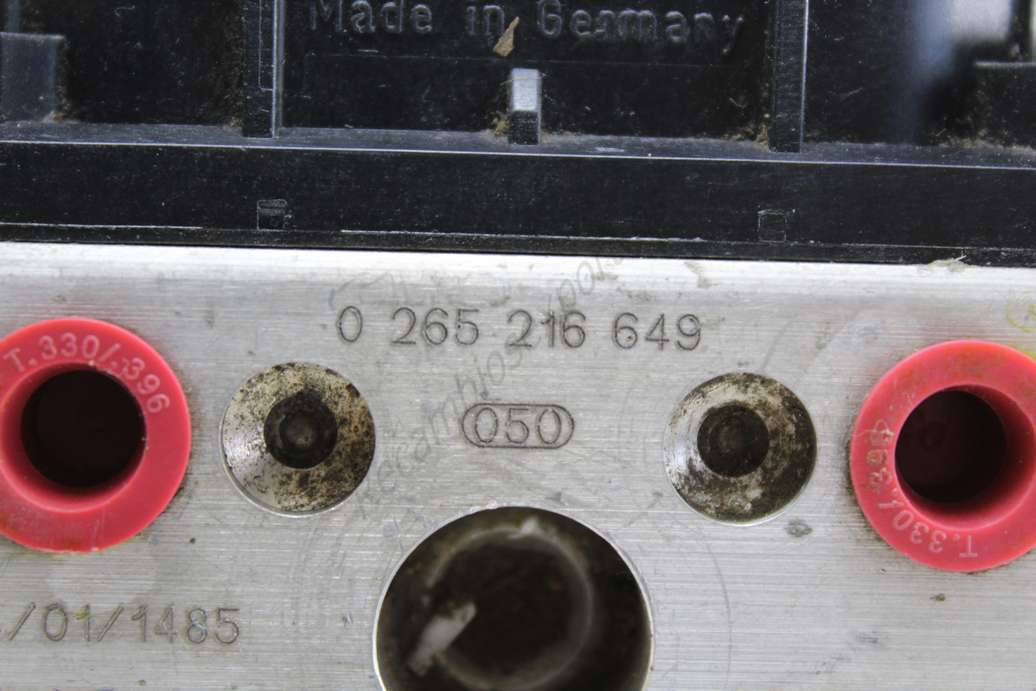 Made in Germany
0 265 216 649
T.330/.396
050
T.330/.396
/01/1485